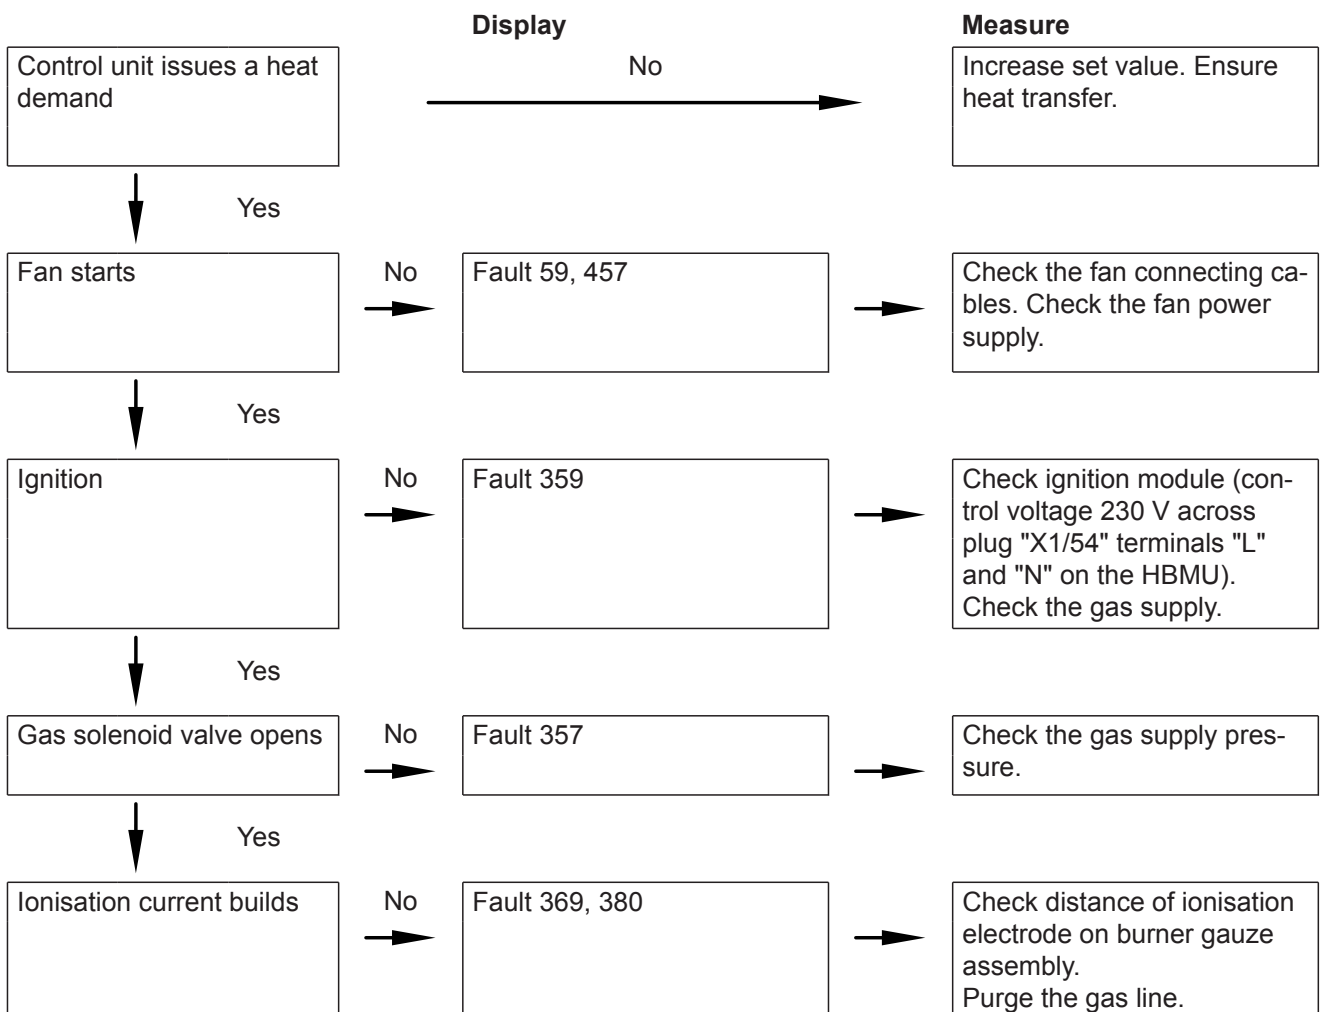 Display Measure
Control unit issues a heat
demand
No
Increase set value. Ensure
heat transfer.
Yes
Fan starts
No
Fault 59, 457
Check the fan connecting ca-
bles. Check the fan power
supply.
Yes
Ignition
No
Fault 359
Check ignition module (con-
trol voltage 230 V across
plug "X1/54" terminals "L"
and "N" on the HBMU).
Check the gas supply.
Yes
Gas solenoid valve opens
No
Fault 357
Check the gas supply pres-
sure.
Yes
Ionisation current builds
No
Fault 369, 380
Check distance of ionisation
electrode on burner gauze
assembly.
Purge the gas line.